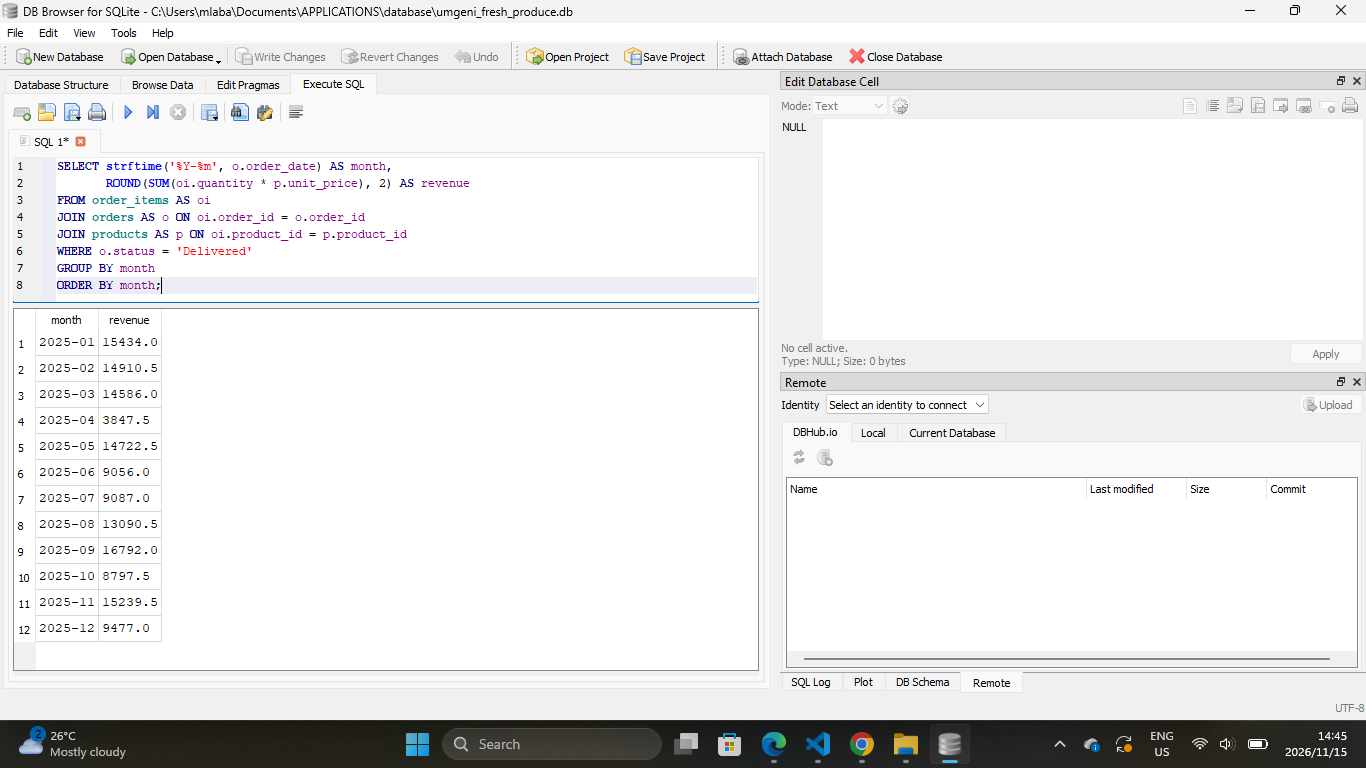 DB Browser for SQLite - C:\Users\mlaba\Documents\APPLICATIONS\database\umgeni_fresh_produce.db
File Edit View Tools Help
New Database Open Database Write Changes Revert Changes Undo Open Project Save Project Attach Database Close Database
Database Structure Browse Data Edit Pragmas Execute SQL
SQL 1*
1 SELECT strftime('%Y-%m', o.order_date) AS month,
2 ROUND(SUM(oi.quantity * p.unit_price), 2) AS revenue
3 FROM order_items AS oi
4 JOIN orders AS o ON oi.order_id = o.order_id
5 JOIN products AS p ON oi.product_id = p.product_id
6 WHERE o.status = 'Delivered'
7 GROUP BY month
8 ORDER BY month;
month revenue
1 2025-01 15434.0
2 2025-02 14910.5
3 2025-03 14586.0
4 2025-04 3847.5
5 2025-05 14722.5
6 2025-06 9056.0
7 2025-07 9087.0
8 2025-08 13090.5
9 2025-09 16792.0
10 2025-10 8797.5
11 2025-11 15239.5
12 2025-12 9477.0
Edit Database Cell
Mode: Text
NULL
No cell active.
Type: NULL; Size: 0 bytes
Apply
Remote
Identity Select an identity to connect Upload
DBHub.io Local Current Database
Name Last modified Size Commit
SQL Log Plot DB Schema Remote
UTF-8
2
26°C
Mostly cloudy
Search
ENG
US
14:45
2026/11/15